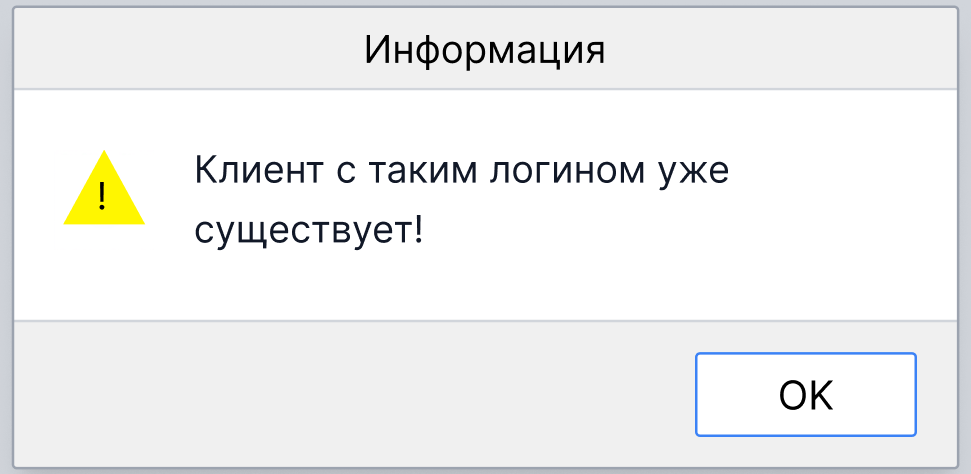 Информация
!
Клиент с таким логином уже
существует!
OK